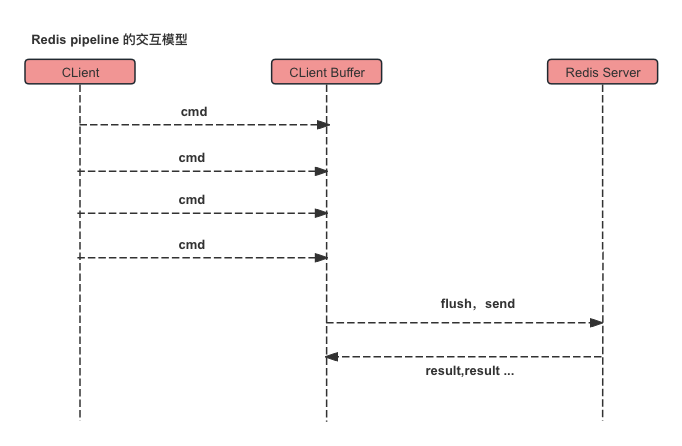 Redis pipeline 的交互模型
CLient
CLient Buffer
Redis Server
cmd
cmd
cmd
cmd
flush，send
result,result ...